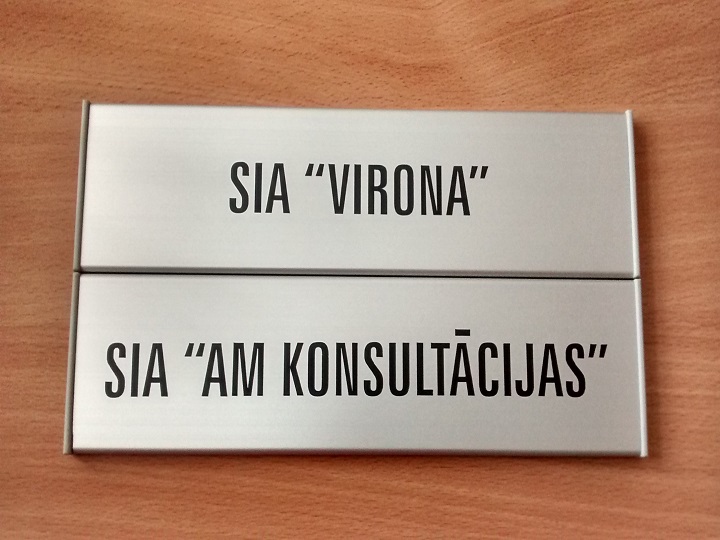 SIA “VIRONA”
SIA “AM KONSULTĀCIJAS”